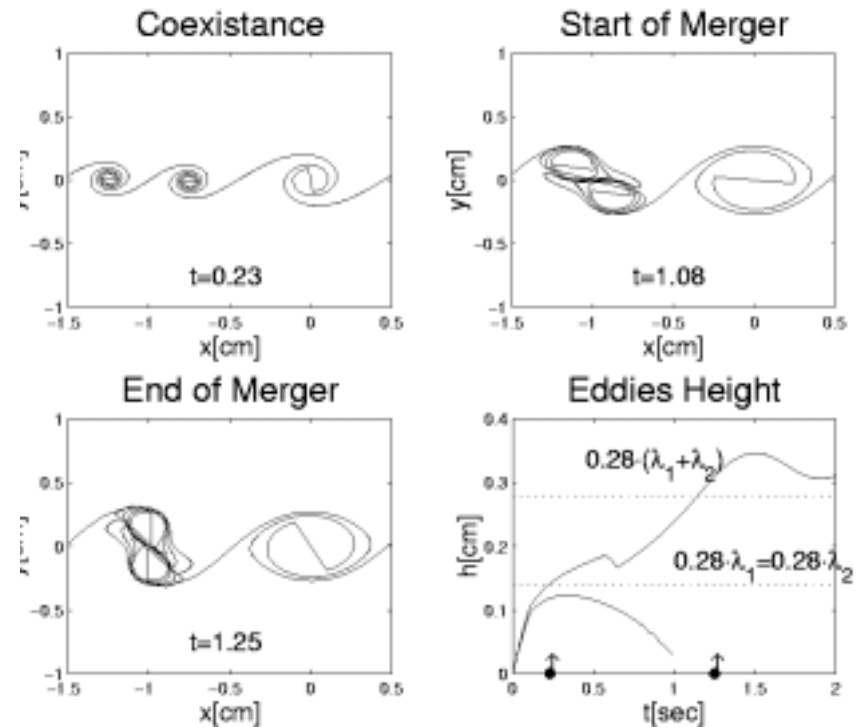 Coexistance
Start of Merger
1
0.5
0
-0.5
-1
t=0.23
-1.5 -1 -0.5 0 0.5
x[cm]
y[cm]
1
0.5
0
-0.5
-1
t=1.08
-1.5 -1 -0.5 0 0.5
x[cm]
End of Merger
Eddies Height
1
0.5
0
-0.5
-1
t=1.25
-1.5 -1 -0.5 0 0.5
x[cm]
h[cm]
0.4
0.3
0.2
0.1
0
0.28·(λ₁+λ₂)
0.28·λ₁=0.28·λ₂
0 0.5 1 1.5 2
t[sec]